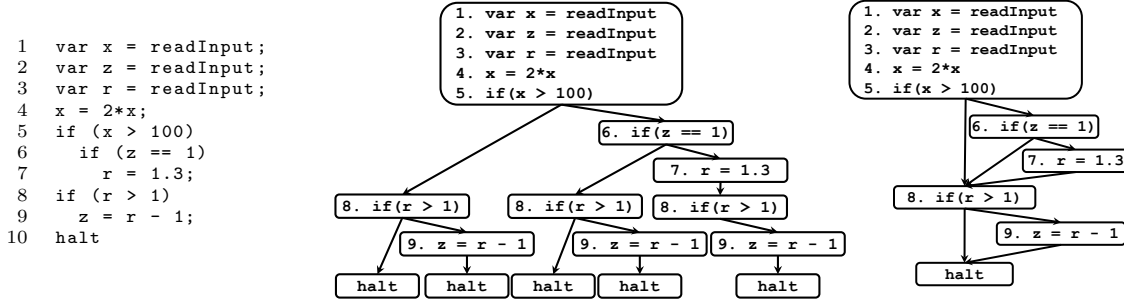 1 var x = readInput;
2 var z = readInput;
3 var r = readInput;
4 x = 2*x;
5 if (x > 100)
6 if (z == 1)
7 r = 1.3;
8 if (r > 1)
9 z = r - 1;
10 halt
1. var x = readInput
2. var z = readInput
3. var r = readInput
4. x = 2*x
5. if(x > 100)
6. if(z == 1)
7. r = 1.3
8. if(r > 1)
8. if(r > 1)
8. if(r > 1)
9. z = r - 1
9. z = r - 1
9. z = r - 1
halt
halt
halt
halt
halt
1. var x = readInput
2. var z = readInput
3. var r = readInput
4. x = 2*x
5. if(x > 100)
6. if(z == 1)
7. r = 1.3
8. if(r > 1)
9. z = r - 1
halt